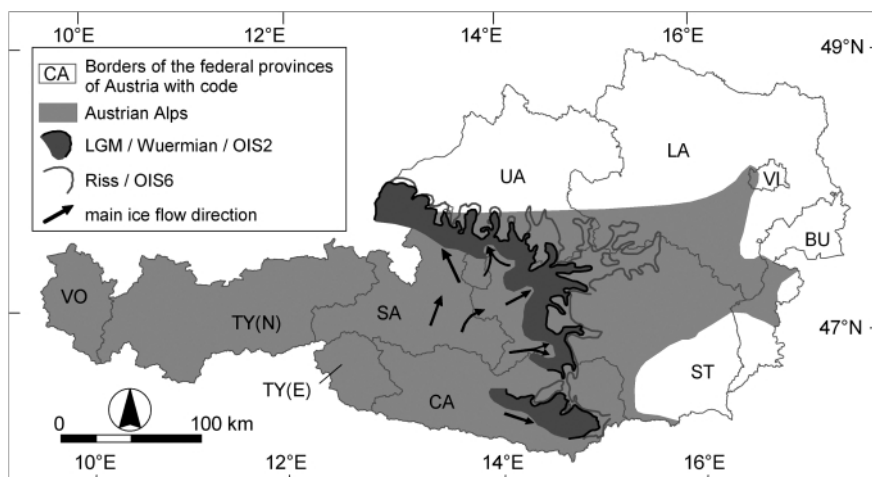 10°E 12°E 14°E 16°E
49°N
CA Borders of the federal provinces
of Austria with code
Austrian Alps
LGM / Wuermian / OIS2
Riss / OIS6
main ice flow direction
LA
UA
VI
BU
VO
TY(N)
SA
47°N
ST
TY(E)
CA
0 100 km
10°E 12°E 14°E 16°E